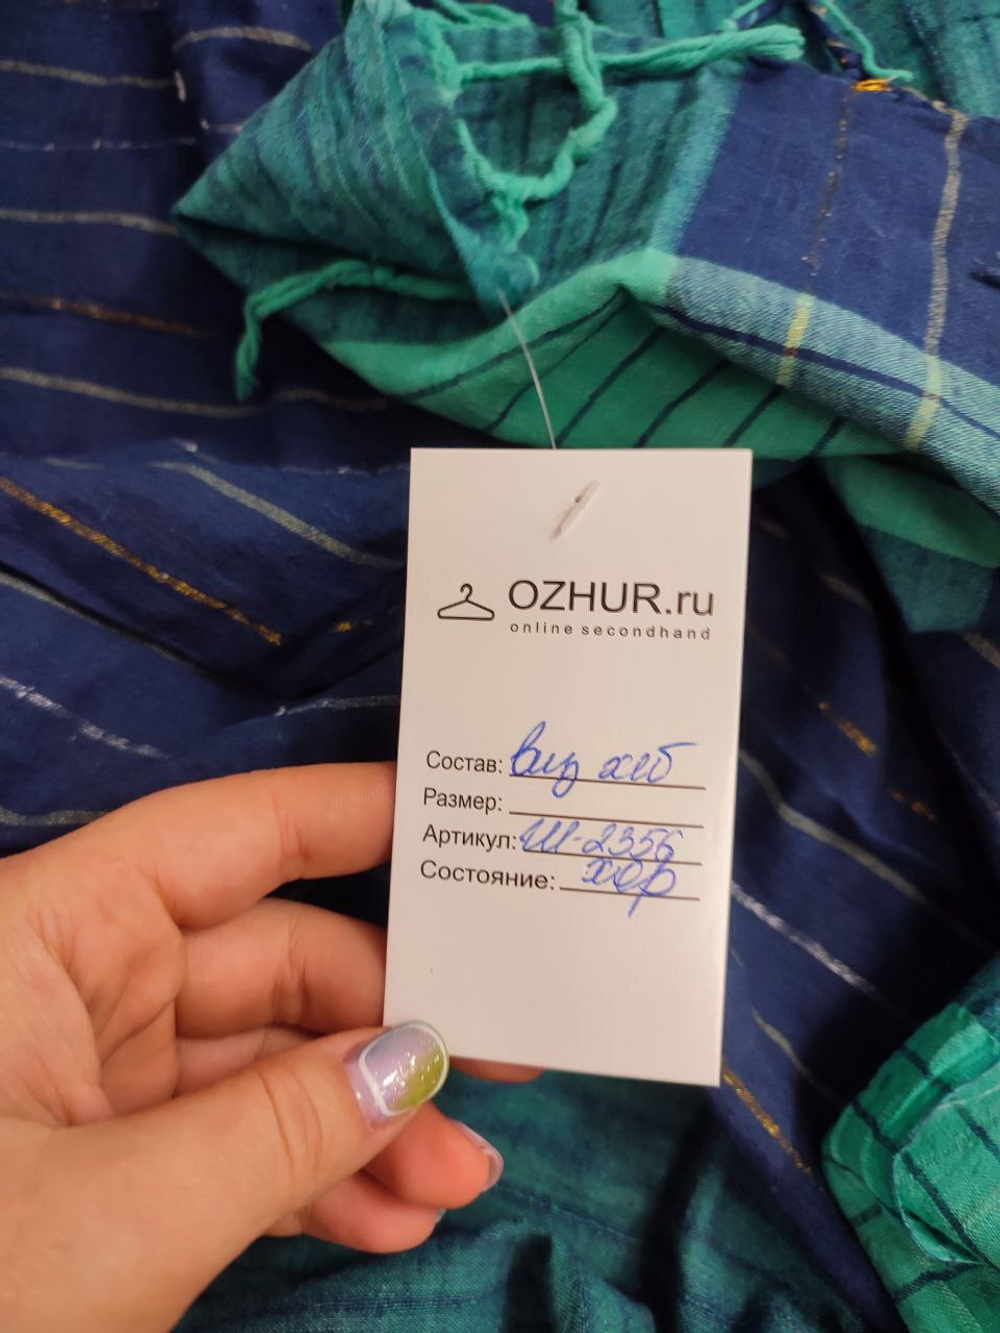 OZHUR.ru
online secondhand
Состав: виз хлб
Размер:
Артикул: Ш-2356
Состояние: хор